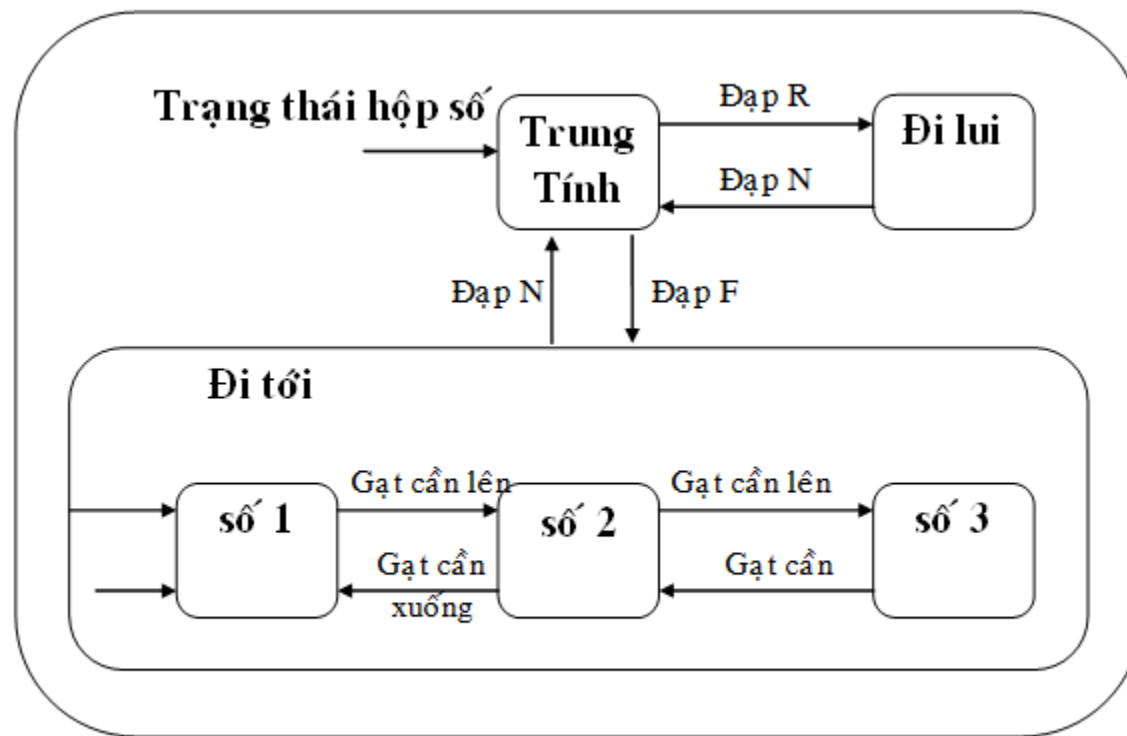 Đạp R
Trạng thái hộp số
Trung
Tính
Đi lui
Đạp N
Đạp N
Đạp F
Đi tới
Gạt cần lên
Gạt cần lên
số 1
số 2
số 3
Gạt cần
xuống
Gạt cần